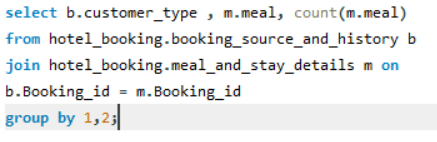 select b.customer_type , m.meal, count(m.meal)
from hotel_booking.booking_source_and_history b
join hotel_booking.meal_and_stay_details m on
b.Booking_id = m.Booking_id
group by 1,2;